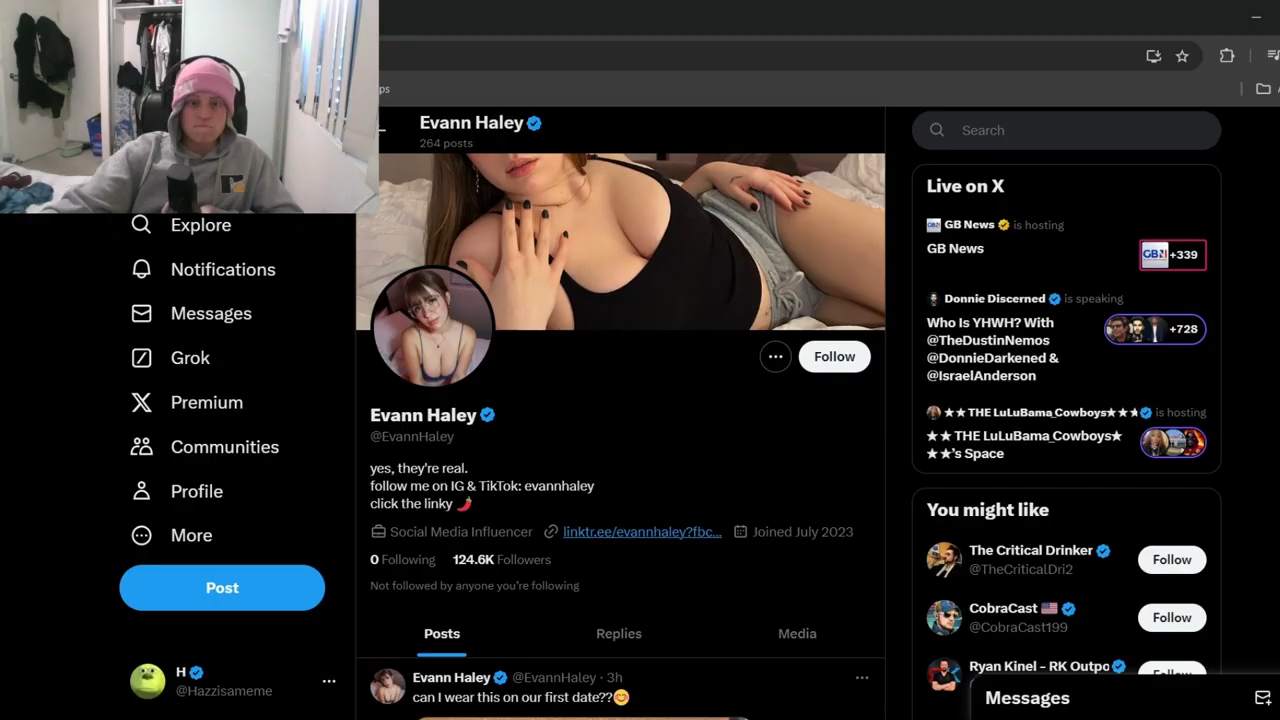 ps
Evann Haley
264 posts
Search
Explore
Notifications
Messages
Grok
Premium
Communities
Profile
More
Post
H
@Hazzisameme
Follow
Evann Haley
@EvannHaley
yes, they're real.
follow me on IG & TikTok: evannhaley
click the linky 🌶️
Social Media Influencer linktr.ee/evannhaley?fbc... Joined July 2023
0 Following 124.6K Followers
Not followed by anyone you're following
Posts Replies Media
Evann Haley @EvannHaley · 3h
can I wear this on our first date??😊
Live on X
GB News is hosting
GB News
GBN +339
Donnie Discerned is speaking
Who Is YHWH? With
@TheDustinNemos
@DonnieDarkened &
@IsraelAnderson
+728
★★THE LuLuBama_Cowboys★★★ is hosting
★★ THE LuLuBama_Cowboys★
★★'s Space
You might like
The Critical Drinker
@TheCriticalDri2
Follow
CobraCast 🇺🇸
@CobraCast199
Follow
Ryan Kinel - RK Outpo
Messages